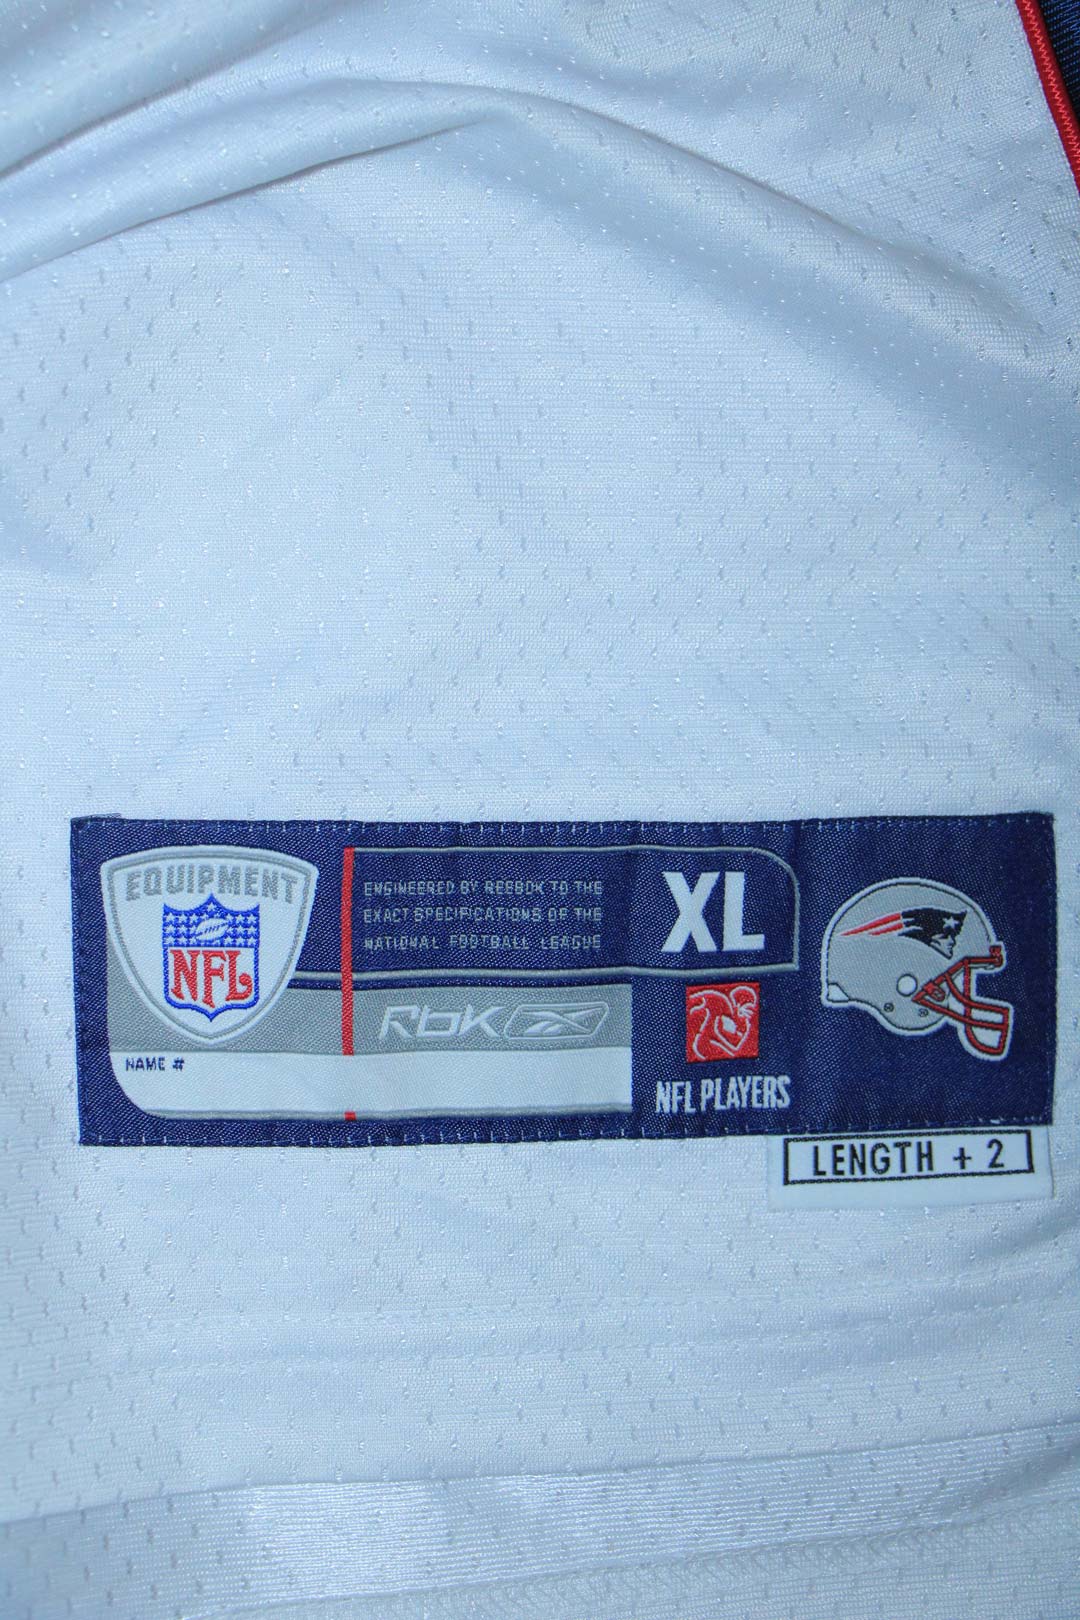 EQUIPMENT
NFL
ENGINEERED BY REEBOK TO THE
EXACT SPECIFICATIONS OF THE
NATIONAL FOOTBALL LEAGUE
XL
RBK
NAME #
NFL PLAYERS
LENGTH + 2